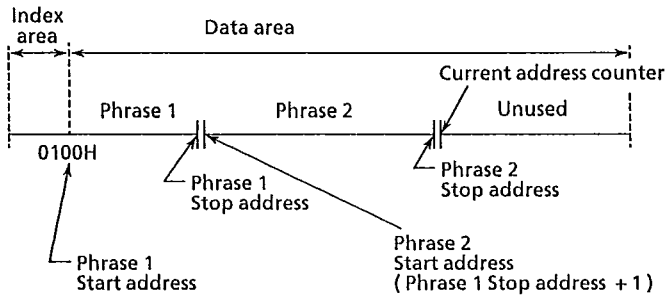 Index
area
Data area
Current address counter
Phrase 1
Phrase 2
Unused
0100H
Phrase 1
Stop address
Phrase 2
Stop address
Phrase 2
Start address
( Phrase 1 Stop address + 1 )
Phrase 1
Start address